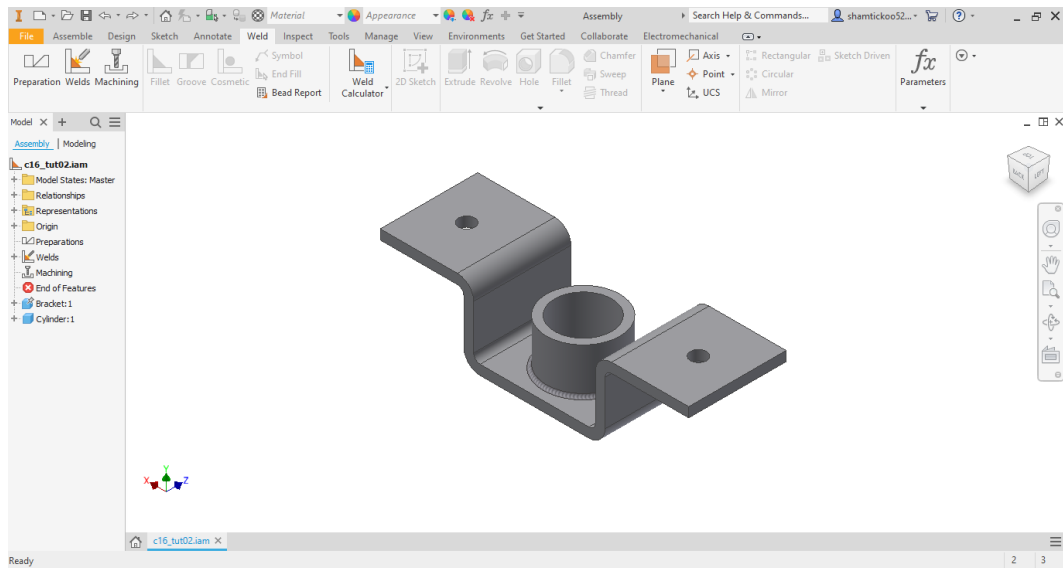 Material Appearance fx Assembly Search Help & Commands... shamtickoo52...
File Assemble Design Sketch Annotate Weld Inspect Tools Manage View Environments Get Started Collaborate Electromechanical
Symbol Chamfer Axis Rectangular Sketch Driven
End Fill Sweep Point Circular
Preparation Welds Machining Fillet Groove Cosmetic Bead Report Weld Calculator 2D Sketch Extrude Revolve Hole Fillet Thread Plane UCS Mirror fx Parameters
Model
Assembly | Modeling
c16_tut02.iam
Model States: Master
Relationships
Representations
Origin
Preparations
Welds
Machining
End of Features
Bracket:1
Cylinder:1
BACK LEFT
X Y Z
c16_tut02.iam
Ready 2 3